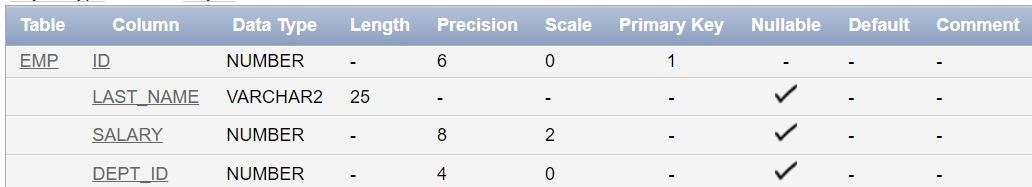 Table Column Data Type Length Precision Scale Primary Key Nullable Default Comment
EMP ID NUMBER - 6 0 1 - - -
LAST_NAME VARCHAR2 25 - - - ✓ - -
SALARY NUMBER - 8 2 - ✓ - -
DEPT_ID NUMBER - 4 0 - ✓ - -